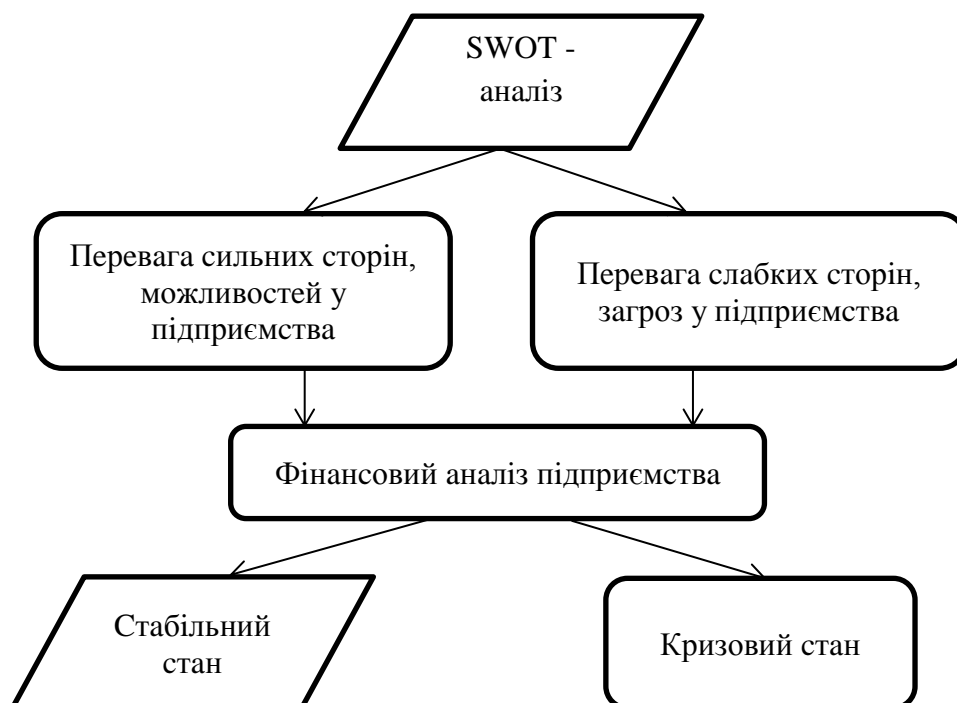 SWOT -
аналіз
Перевага сильних сторін,
можливостей у
підприємства
Перевага слабких сторін,
загроз у підприємства
Фінансовий аналіз підприємства
Стабільний
стан
Кризовий стан